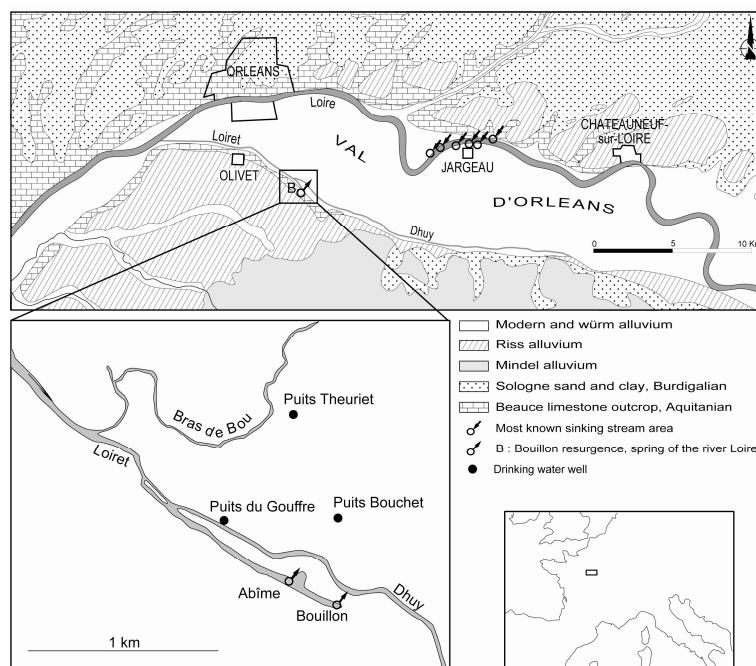 ORLEANS
Loire
Loiret
VAL
CHATEAUNEUF-
sur-LOIRE
JARGEAU
OLIVET
B
D'ORLEANS
Dhuy
0 5 10 Km
Modern and würm alluvium
Riss alluvium
Mindel alluvium
Sologne sand and clay, Burdigalian
Beauce limestone outcrop, Aquitanian
Most known sinking stream area
B : Bouillon resurgence, spring of the river Loire
Drinking water well
Bras de Bou
Puits Theuriet
Loiret
Puits du Gouffre
Puits Bouchet
Abîme
Bouillon
Dhuy
1 km